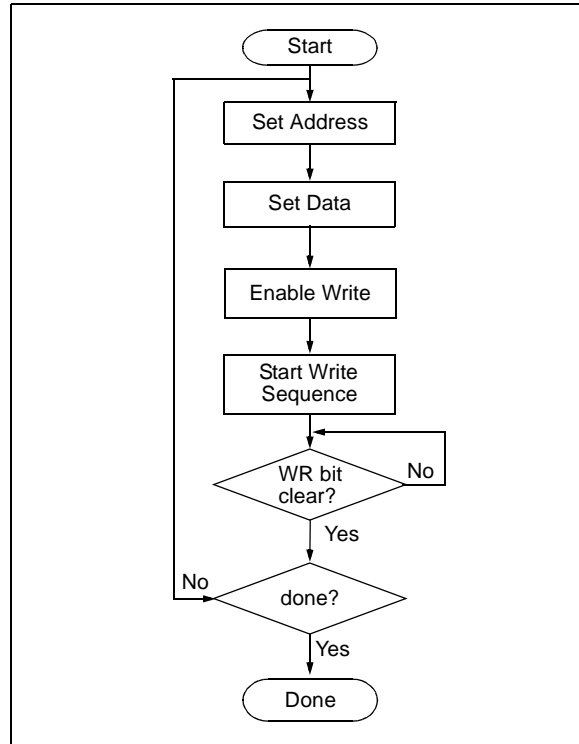 Start
Set Address
Set Data
Enable Write
Start Write
Sequence
WR bit
clear?
No
Yes
No
done?
Yes
Done